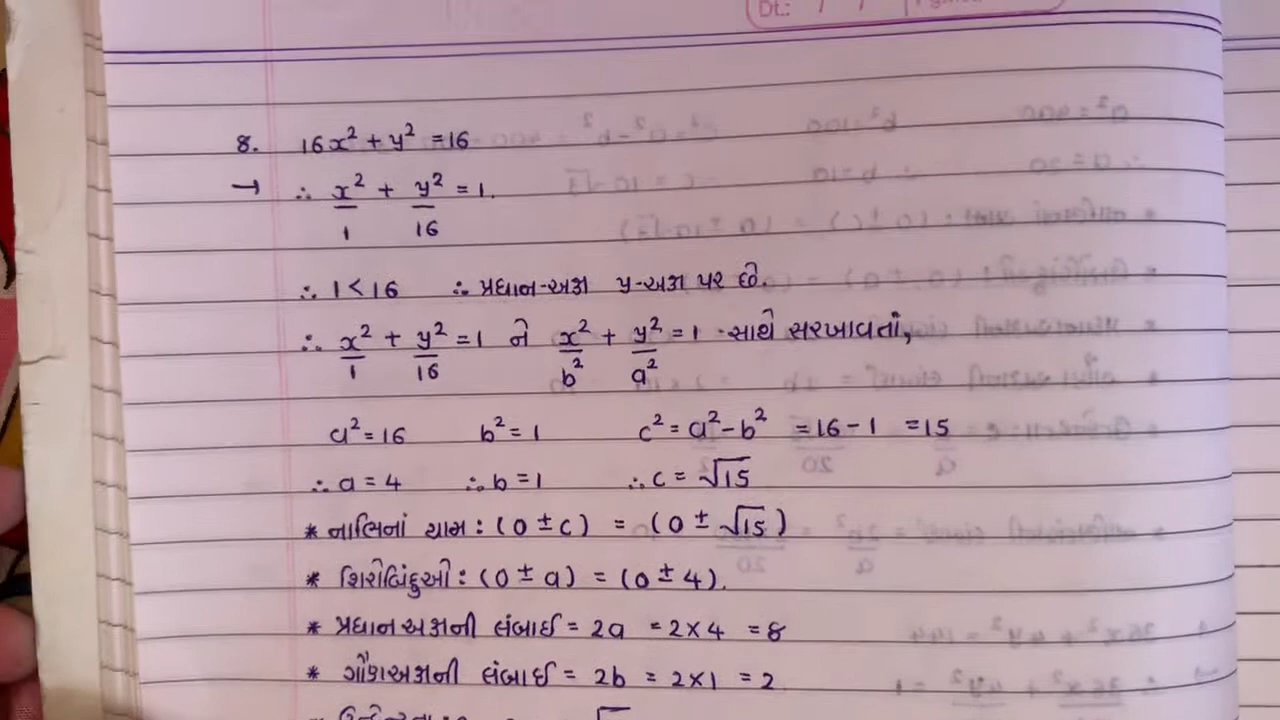 Dt: / /
8. 16x² + y² = 16
→ ∴ x²/1 + y²/16 = 1.
∴ 1 < 16 ∴ પ્રધાન-અક્ષ y-અક્ષ પર છે.
∴ x²/1 + y²/16 = 1 ને x²/b² + y²/a² = 1 સાથે સરખાવતાં,
a² = 16 b² = 1 c² = a² - b² = 16 - 1 = 15
∴ a = 4 ∴ b = 1 ∴ c = √15
* નાભિનાં યામ : (0 ± c) = (0 ± √15)
* શિરોબિંદુઓ : (0 ± a) = (0 ± 4).
* પ્રધાન અક્ષની લંબાઈ = 2a = 2 × 4 = 8
* ગૌણઅક્ષની લંબાઈ = 2b = 2 × 1 = 2